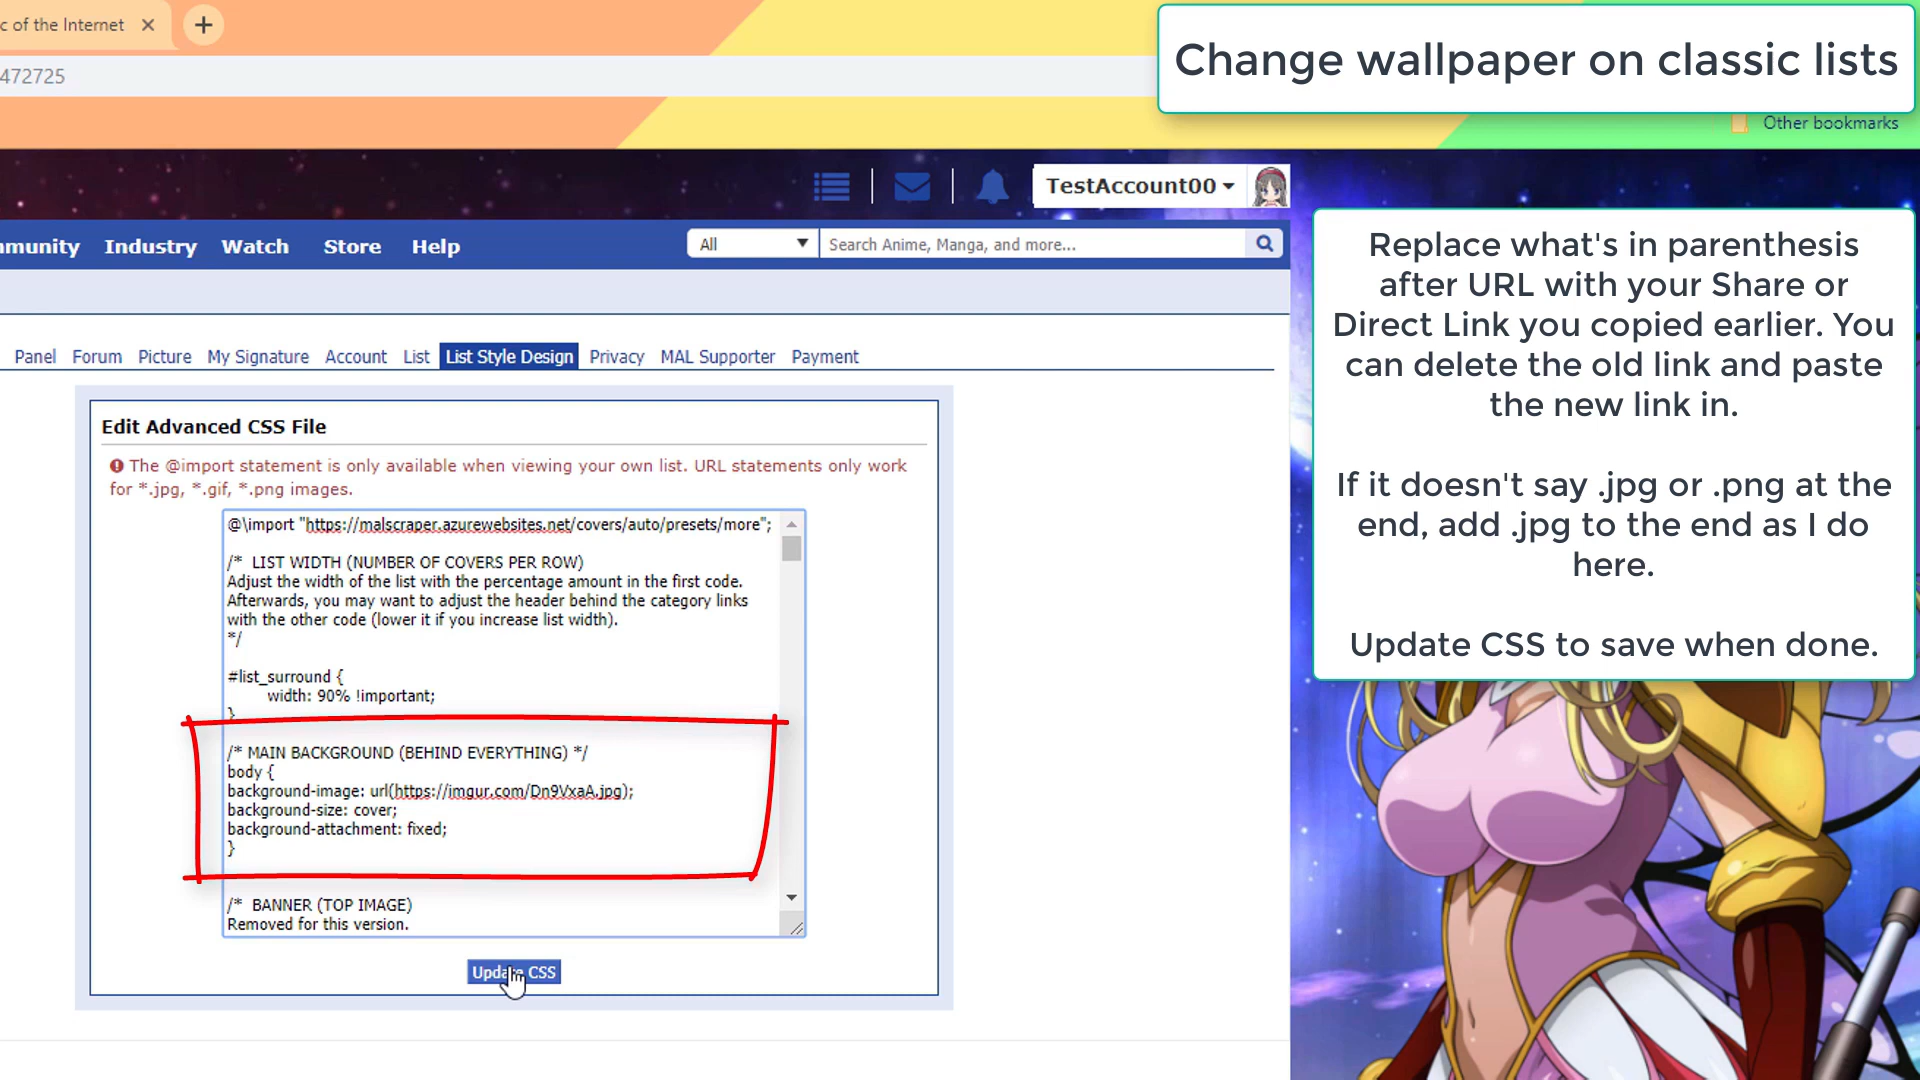 c of the Internet
472725
Change wallpaper on classic lists
Other bookmarks
TestAccount00
mmunity Industry Watch Store Help
All
Search Anime, Manga, and more...
Panel Forum Picture My Signature Account List List Style Design Privacy MAL Supporter Payment
Edit Advanced CSS File
The @import statement is only available when viewing your own list. URL statements only work
for *.jpg, *.gif, *.png images.
@\import "https://malscraper.azurewebsites.net/covers/auto/presets/more";
/* LIST WIDTH (NUMBER OF COVERS PER ROW)
Adjust the width of the list with the percentage amount in the first code.
Afterwards, you may want to adjust the header behind the category links
with the other code (lower it if you increase list width).
*/
#list_surround {
width: 90% !important;
}
/* MAIN BACKGROUND (BEHIND EVERYTHING) */
body {
background-image: url(https://imgur.com/Dn9VxaA.jpg);
background-size: cover;
background-attachment: fixed;
}
/* BANNER (TOP IMAGE)
Removed for this version.
Update CSS
Replace what's in parenthesis
after URL with your Share or
Direct Link you copied earlier. You
can delete the old link and paste
the new link in.
If it doesn't say .jpg or .png at the
end, add .jpg to the end as I do
here.
Update CSS to save when done.